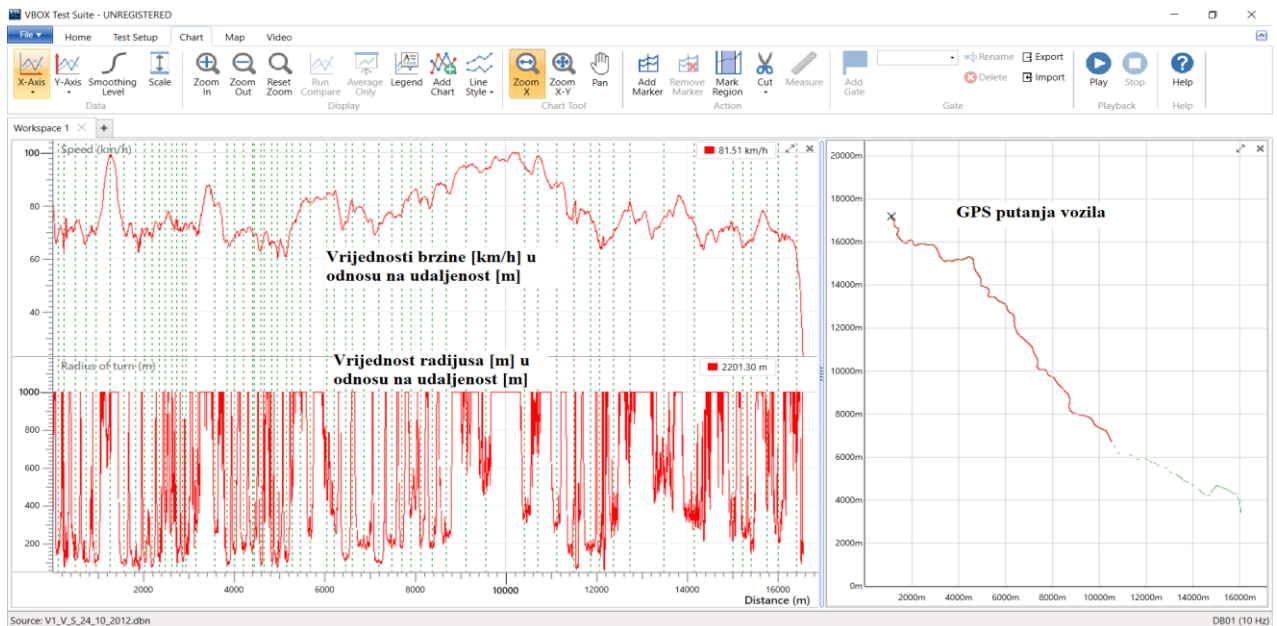 VBOX Test Suite - UNREGISTERED
File Home Test Setup Chart Map Video
X-Axis Y-Axis Smoothing Level Scale Zoom In Zoom Out Reset Zoom Run Compare Average Only Legend Add Chart Line Style Zoom X Zoom X-Y Pan Add Marker Remove Marker Mark Region Cut Measure Add Gate Rename Delete Export Import Play Stop Help
Data Display Chart Tool Action Gate Playback Help
Workspace 1
Speed (km/h)
81.51 km/h
100
80
60
40
Vrijednosti brzine [km/h] u
odnosu na udaljenost [m]
Vrijednost radijusa [m] u
odnosu na udaljenost [m]
Radius of turn (m)
2201.30 m
1000
800
600
400
200
2000 4000 6000 8000 10000 12000 14000 16000
Distance (m)
GPS putanja vozila
20000m
18000m
16000m
14000m
12000m
10000m
8000m
6000m
4000m
2000m
0m
2000m 4000m 6000m 8000m 10000m 12000m 14000m 16000m
Source: V1_V_S_24_10_2012.dbn
DB01 (10 Hz)